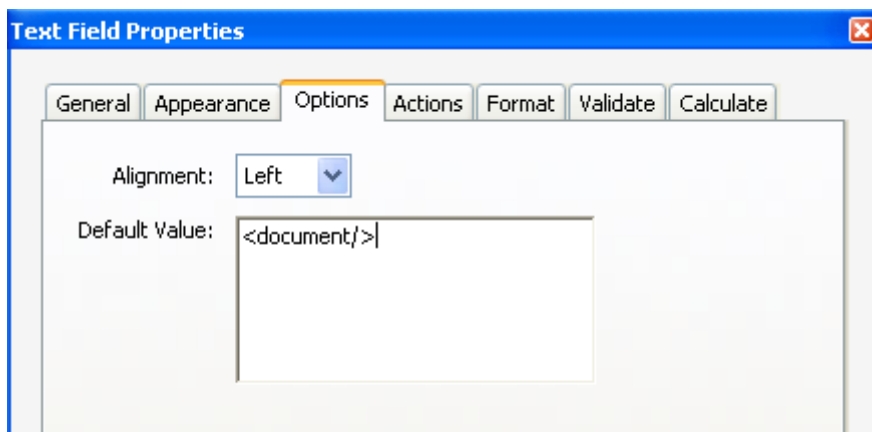 Text Field Properties
General Appearance Options Actions Format Validate Calculate
Alignment: Left
Default Value: <document/>